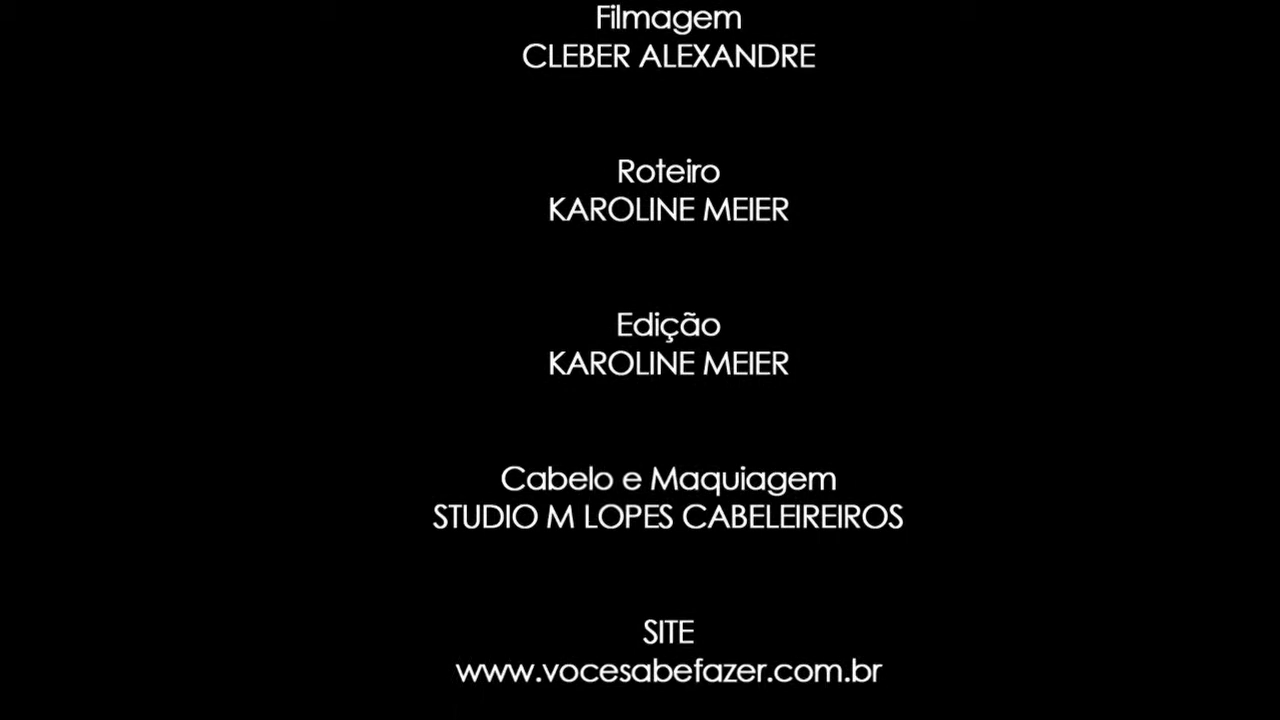 Filmagem
CLEBER ALEXANDRE
Roteiro
KAROLINE MEIER
Edição
KAROLINE MEIER
Cabelo e Maquiagem
STUDIO M LOPES CABELEIREIROS
SITE
www.vocesabefazer.com.br